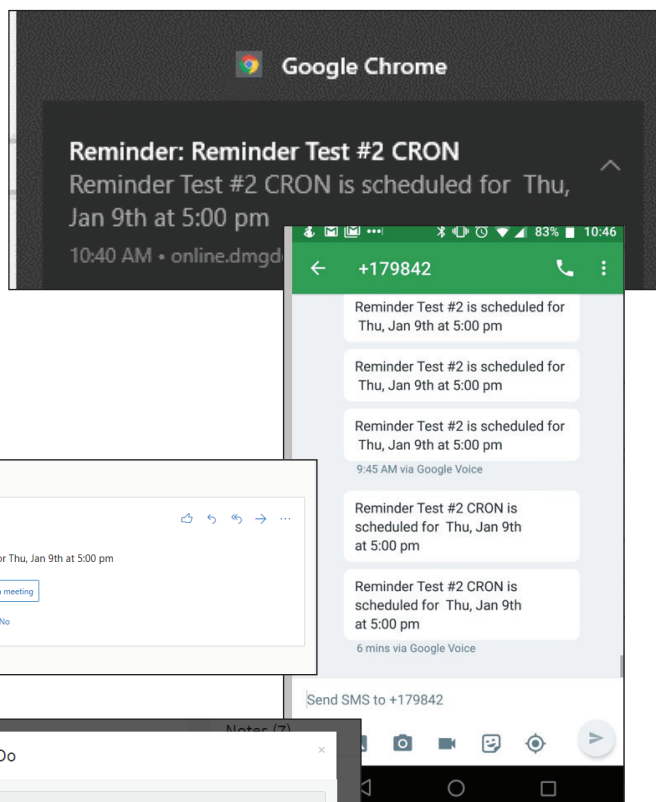 Google Chrome
Reminder: Reminder Test #2 CRON
Reminder Test #2 CRON is scheduled for Thu,
Jan 9th at 5:00 pm
10:40 AM • online.dmgd
83% 10:46
+179842
Reminder Test #2 is scheduled for
Thu, Jan 9th at 5:00 pm
Reminder Test #2 is scheduled for
Thu, Jan 9th at 5:00 pm
Reminder Test #2 is scheduled for
Thu, Jan 9th at 5:00 pm
9:45 AM via Google Voice
Reminder Test #2 CRON is
scheduled for Thu, Jan 9th
at 5:00 pm
Reminder Test #2 CRON is
scheduled for Thu, Jan 9th
at 5:00 pm
6 mins via Google Voice
Send SMS to +179842
or Thu, Jan 9th at 5:00 pm
meeting
No
Notes (7)
Do